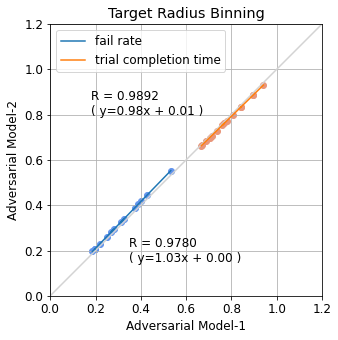 Target Radius Binning
fail rate
trial completion time
R = 0.9892
( y=0.98x + 0.01 )
R = 0.9780
( y=1.03x + 0.00 )
Adversarial Model-2
1.2
1.0
0.8
0.6
0.4
0.2
0.0
0.0 0.2 0.4 0.6 0.8 1.0 1.2
Adversarial Model-1